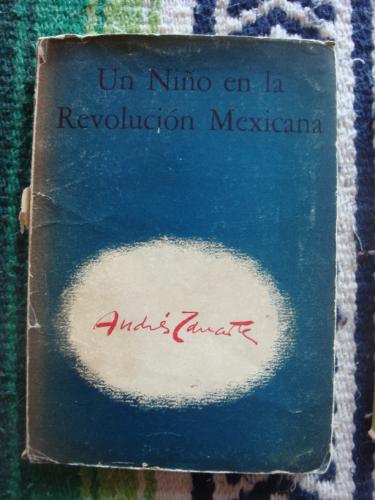 Un Niño en la
Revolución Mexicana
Andrés Iduarte